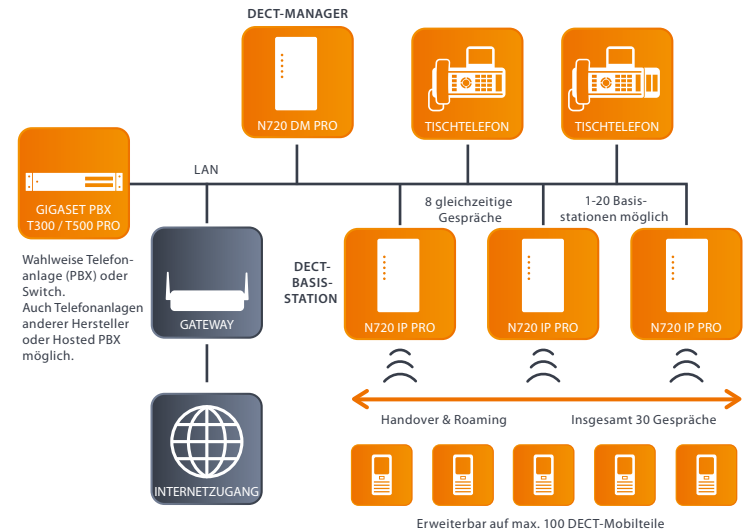 DECT-MANAGER
N720 DM PRO
TISCHTELEFON
TISCHTELEFON
LAN
GIGASET PBX
T300 / T500 PRO
8 gleichzeitige
Gespräche
1-20 Basis-
stationen möglich
Wahlweise Telefon-
anlage (PBX) oder
Switch.
Auch Telefonanlagen
anderer Hersteller
oder Hosted PBX
möglich.
GATEWAY
DECT-
BASIS-
STATION
N720 IP PRO
N720 IP PRO
N720 IP PRO
Handover & Roaming
Insgesamt 30 Gespräche
INTERNETZUGANG
Erweiterbar auf max. 100 DECT-Mobilteile